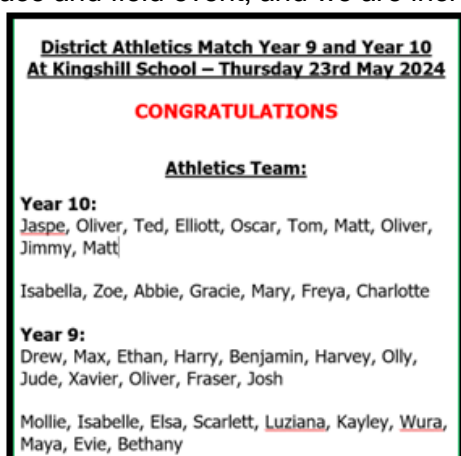 District Athletics Match Year 9 and Year 10
At Kingshill School – Thursday 23rd May 2024
CONGRATULATIONS
Athletics Team:
Year 10:
Jaspe, Oliver, Ted, Elliott, Oscar, Tom, Matt, Oliver,
Jimmy, Matt
Isabella, Zoe, Abbie, Gracie, Mary, Freya, Charlotte
Year 9:
Drew, Max, Ethan, Harry, Benjamin, Harvey, Olly,
Jude, Xavier, Oliver, Fraser, Josh
Mollie, Isabelle, Elsa, Scarlett, Luziana, Kayley, Wura,
Maya, Evie, Bethany